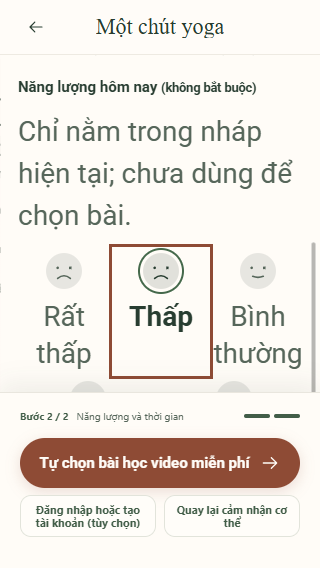 Một chút yoga
Năng lượng hôm nay (không bắt buộc)
Chỉ nằm trong nháp
hiện tại; chưa dùng để
chọn bài.
Rất
thấp
Thấp
Bình
thường
Bước 2 / 2 Năng lượng và thời gian
Tự chọn bài học video miễn phí →
Đăng nhập hoặc tạo
tài khoản (tùy chọn)
Quay lại cảm nhận cơ
thể